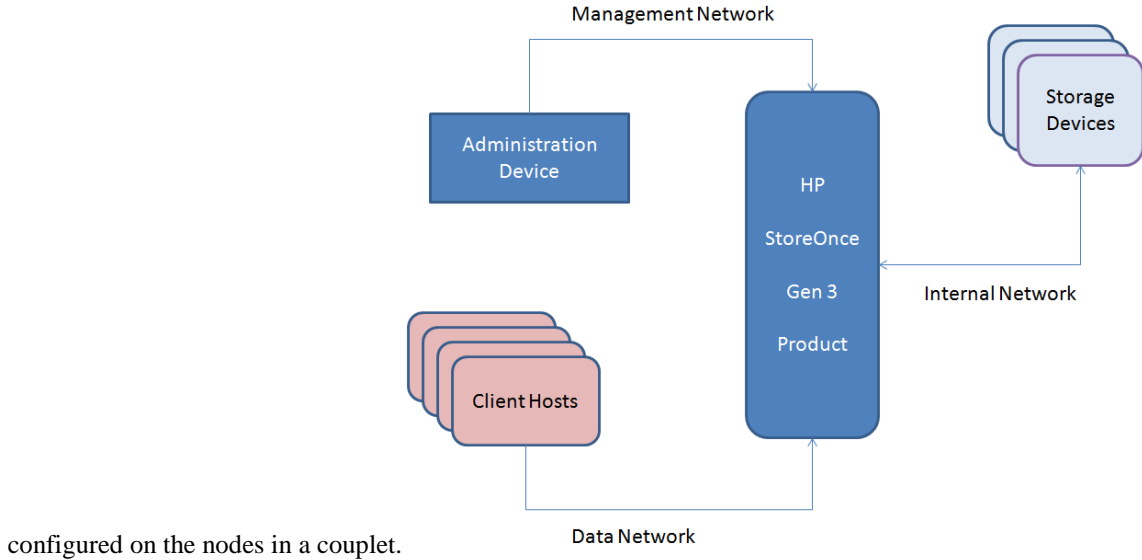 Management Network
Storage
Devices
Administration
Device
HP
StoreOnce
Gen 3
Product
Internal Network
Client Hosts
Data Network
configured on the nodes in a couplet.